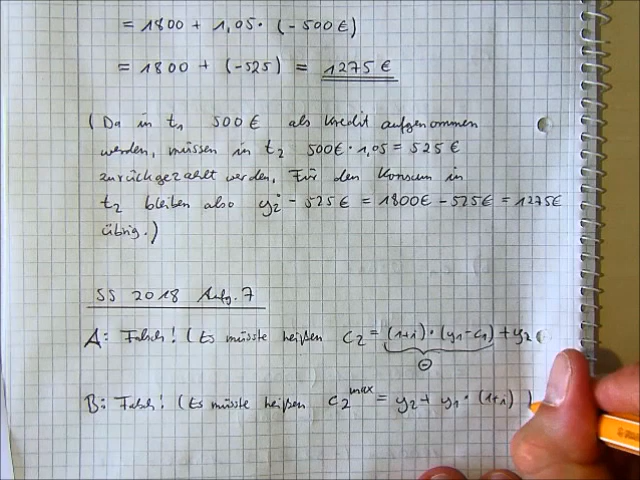 = 1800 + 1,05 · (-500€)
= 1800 + (-525) = 1275 €
(Da in t₁ 500€ als Kredit aufgenommen
werden, müssen in t₂ 500€ · 1,05 = 525€
zurückgezahlt werden. Für den Konsum in
t₂ bleiben also y₂ - 525€ = 1800€ - 525€ = 1275€
übrig.)
SS 2018 Aufg. 7
A: Falsch! (Es müsste heißen c₂ = (1+i) · (y₁-c₁) + y₂
⊖
B: Falsch! (Es müsste heißen c₂ᵐᵃˣ = y₂ + y₁ · (1+i) )